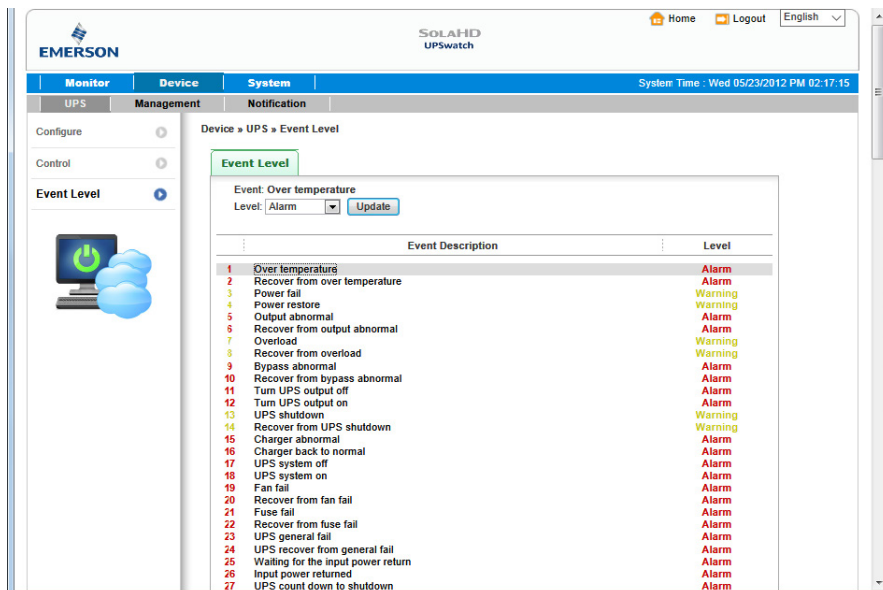 Home Logout English
EMERSON
SOLAHD
UPSwatch
Monitor Device System System Time : Wed 05/23/2012 PM 02:17:15
UPS Management Notification
Configure
Control
Event Level
Device » UPS » Event Level
Event Level
Event: Over temperature
Level: Alarm Update
Event Description Level
1 Over temperature Alarm
2 Recover from over temperature Alarm
3 Power fail Warning
4 Power restore Warning
5 Output abnormal Alarm
6 Recover from output abnormal Alarm
7 Overload Warning
8 Recover from overload Warning
9 Bypass abnormal Alarm
10 Recover from bypass abnormal Alarm
11 Turn UPS output off Alarm
12 Turn UPS output on Alarm
13 UPS shutdown Warning
14 Recover from UPS shutdown Warning
15 Charger abnormal Alarm
16 Charger back to normal Alarm
17 UPS system off Alarm
18 UPS system on Alarm
19 Fan fail Alarm
20 Recover from fan fail Alarm
21 Fuse fail Alarm
22 Recover from fuse fail Alarm
23 UPS general fail Alarm
24 UPS recover from general fail Alarm
25 Waiting for the input power return Alarm
26 Input power returned Alarm
27 UPS count down to shutdown Alarm